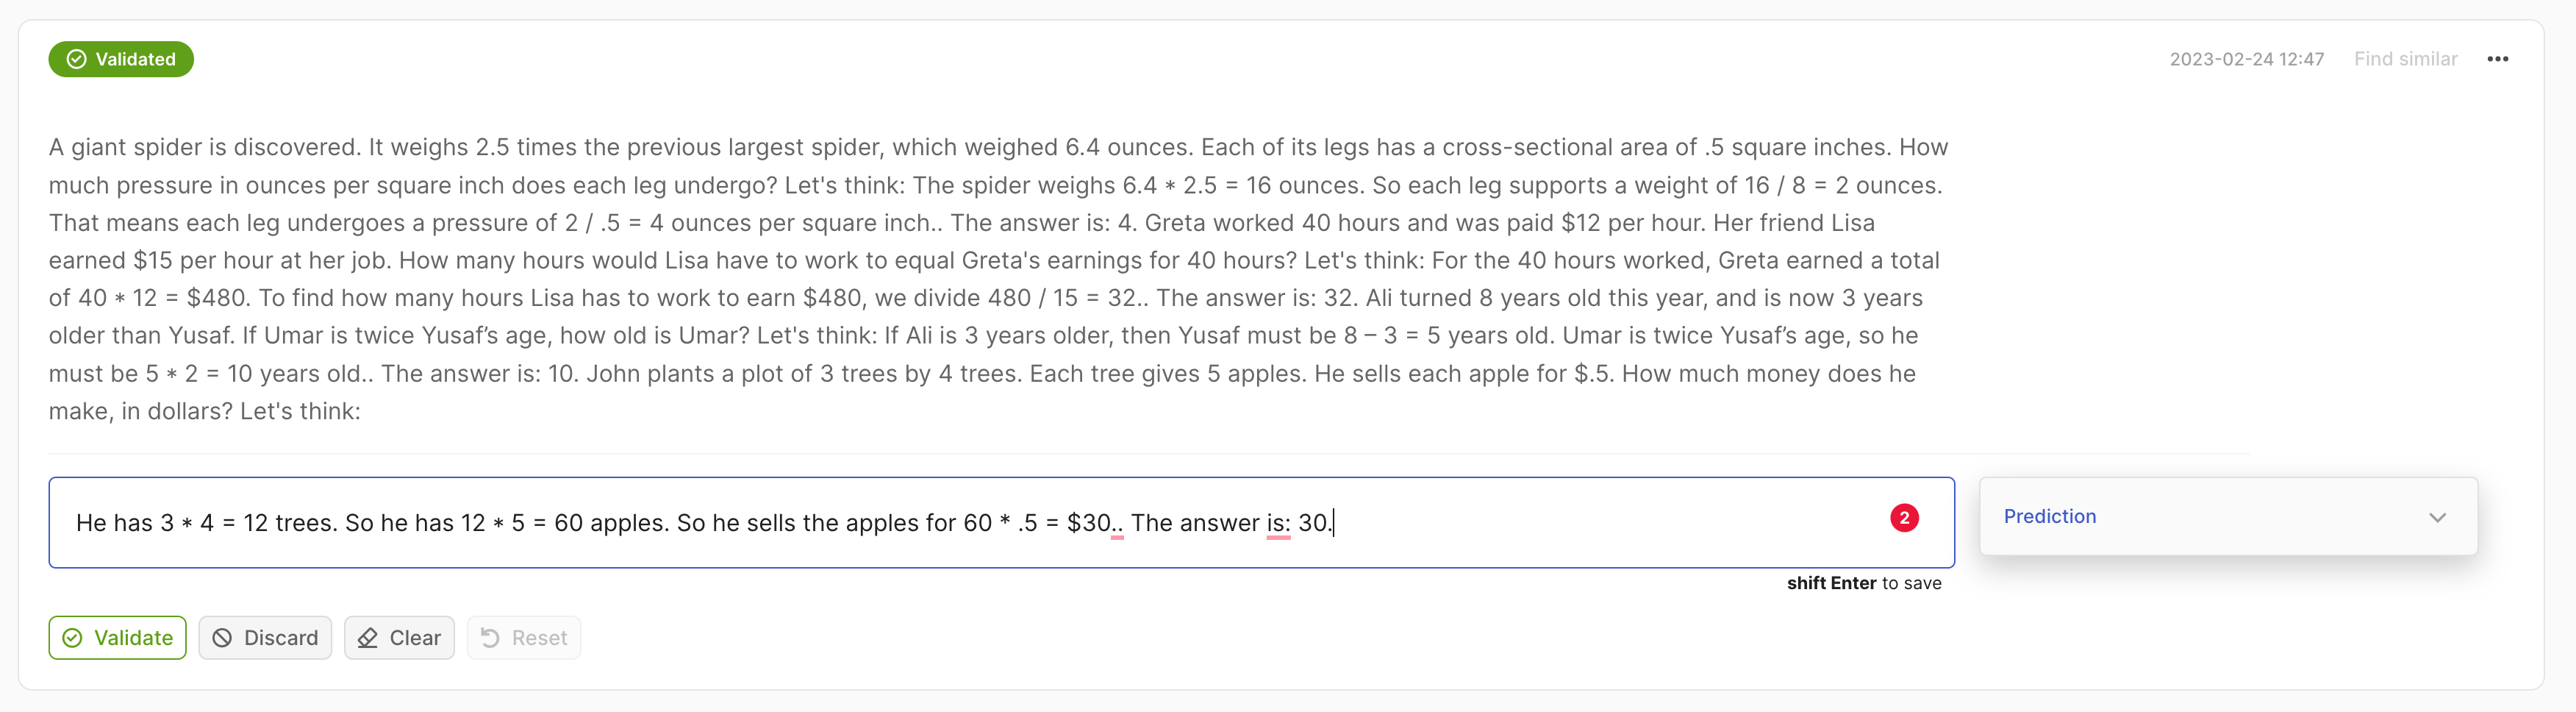 Validated
2023-02-24 12:47 Find similar
A giant spider is discovered. It weighs 2.5 times the previous largest spider, which weighed 6.4 ounces. Each of its legs has a cross-sectional area of .5 square inches. How
much pressure in ounces per square inch does each leg undergo? Let's think: The spider weighs 6.4 * 2.5 = 16 ounces. So each leg supports a weight of 16 / 8 = 2 ounces.
That means each leg undergoes a pressure of 2 / .5 = 4 ounces per square inch.. The answer is: 4. Greta worked 40 hours and was paid $12 per hour. Her friend Lisa
earned $15 per hour at her job. How many hours would Lisa have to work to equal Greta's earnings for 40 hours? Let's think: For the 40 hours worked, Greta earned a total
of 40 * 12 = $480. To find how many hours Lisa has to work to earn $480, we divide 480 / 15 = 32.. The answer is: 32. Ali turned 8 years old this year, and is now 3 years
older than Yusaf. If Umar is twice Yusaf’s age, how old is Umar? Let's think: If Ali is 3 years older, then Yusaf must be 8 – 3 = 5 years old. Umar is twice Yusaf’s age, so he
must be 5 * 2 = 10 years old.. The answer is: 10. John plants a plot of 3 trees by 4 trees. Each tree gives 5 apples. He sells each apple for $.5. How much money does he
make, in dollars? Let's think:
He has 3 * 4 = 12 trees. So he has 12 * 5 = 60 apples. So he sells the apples for 60 * .5 = $30.. The answer is: 30.
2
Prediction
shift Enter to save
Validate Discard Clear Reset